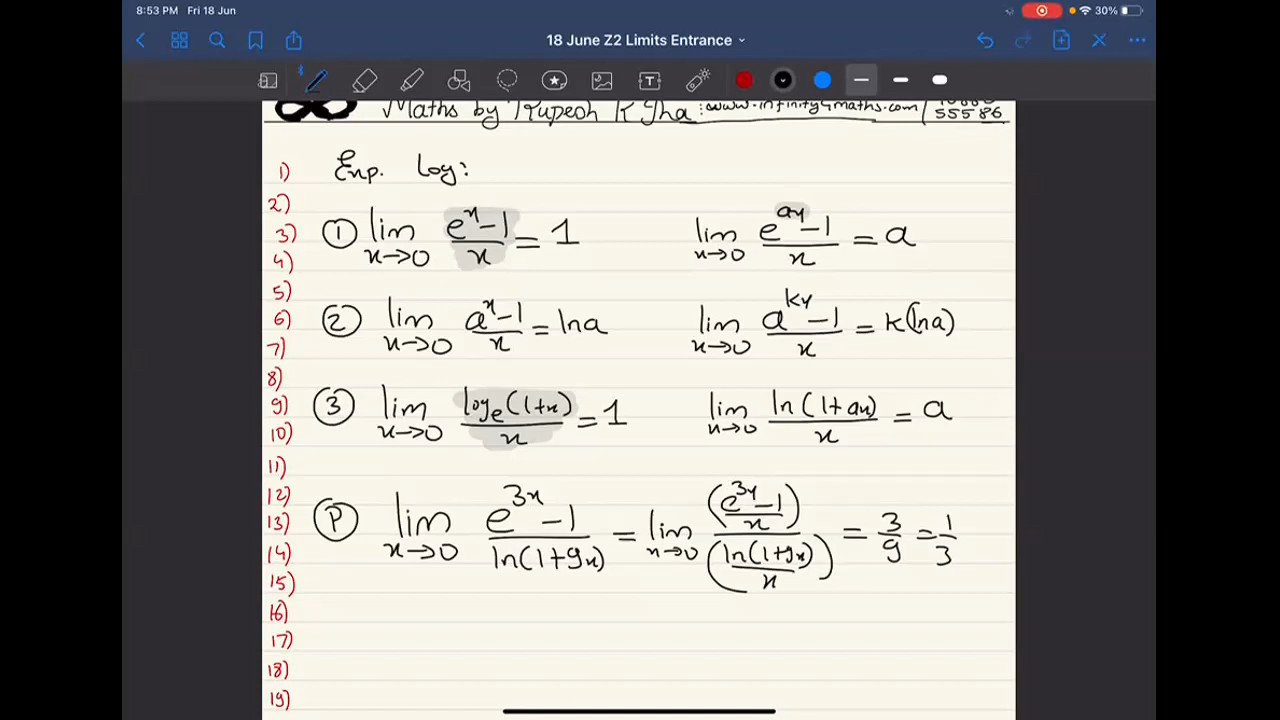 8:53 PM Fri 18 Jun 30%
18 June Z2 Limits Entrance
Maths by Rupesh K Jha : www.infinity4maths.com / 55586
1) Exp. log:
2)
3) ① lim x→0 (e^x − 1)/x = 1 lim x→0 (e^(ax) − 1)/x = a
4)
5)
6) ② lim x→0 (a^x − 1)/x = ln a lim x→0 (a^(kx) − 1)/x = k(ln a)
7)
8)
9) ③ lim x→0 log_e(1+x)/x = 1 lim x→0 ln(1+ax)/x = a
10)
11)
12)
13) Ⓟ lim x→0 (e^(3x) − 1)/ln(1+9x) = lim x→0 ((e^(3x) − 1)/x)/(ln(1+9x)/x) = 3/9 = 1/3
14)
15)
16)
17)
18)
19)